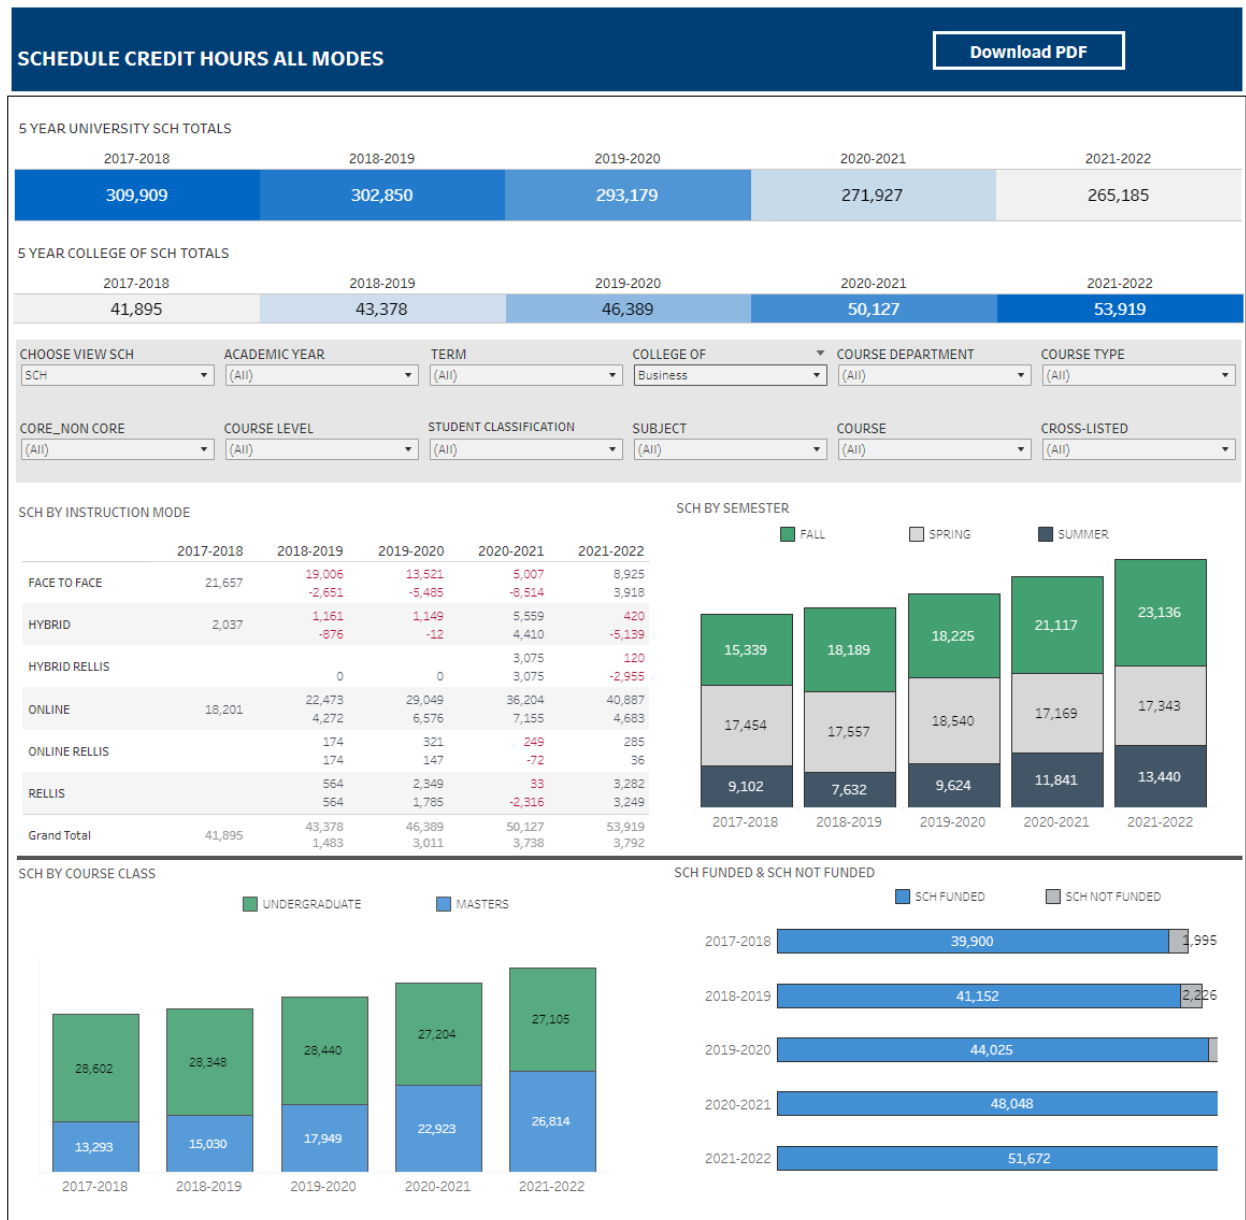 SCHEDULE CREDIT HOURS ALL MODES
Download PDF
5 YEAR UNIVERSITY SCH TOTALS
2017-2018 2018-2019 2019-2020 2020-2021 2021-2022
309,909 302,850 293,179 271,927 265,185
5 YEAR COLLEGE OF SCH TOTALS
2017-2018 2018-2019 2019-2020 2020-2021 2021-2022
41,895 43,378 46,389 50,127 53,919
CHOOSE VIEW SCH ACADEMIC YEAR TERM COLLEGE OF COURSE DEPARTMENT COURSE TYPE
SCH (All) (All) Business (All) (All)
CORE_NON CORE COURSE LEVEL STUDENT CLASSIFICATION SUBJECT COURSE CROSS-LISTED
(All) (All) (All) (All) (All) (All)
SCH BY INSTRUCTION MODE
2017-2018 2018-2019 2019-2020 2020-2021 2021-2022
FACE TO FACE 21,657 19,006 13,521 5,007 8,925
-2,651 -5,485 -8,514 3,918
HYBRID 2,037 1,161 1,149 5,559 420
-876 -12 4,410 -5,139
HYBRID RELLIS 3,075 120
0 0 3,075 -2,955
ONLINE 18,201 22,473 29,049 36,204 40,887
4,272 6,576 7,155 4,683
ONLINE RELLIS 174 321 249 285
174 147 -72 36
RELLIS 564 2,349 33 3,282
564 1,785 -2,316 3,249
Grand Total 41,895 43,378 46,389 50,127 53,919
1,483 3,011 3,738 3,792
SCH BY SEMESTER
FALL SPRING SUMMER
15,339 18,189 18,225 21,117 23,136
17,454 17,557 18,540 17,169 17,343
9,102 7,632 9,624 11,841 13,440
2017-2018 2018-2019 2019-2020 2020-2021 2021-2022
SCH BY COURSE CLASS
UNDERGRADUATE MASTERS
28,602 28,348 28,440 27,204 27,105
13,293 15,030 17,949 22,923 26,814
2017-2018 2018-2019 2019-2020 2020-2021 2021-2022
SCH FUNDED & SCH NOT FUNDED
SCH FUNDED SCH NOT FUNDED
2017-2018 39,900 1,995
2018-2019 41,152 2,226
2019-2020 44,025
2020-2021 48,048
2021-2022 51,672